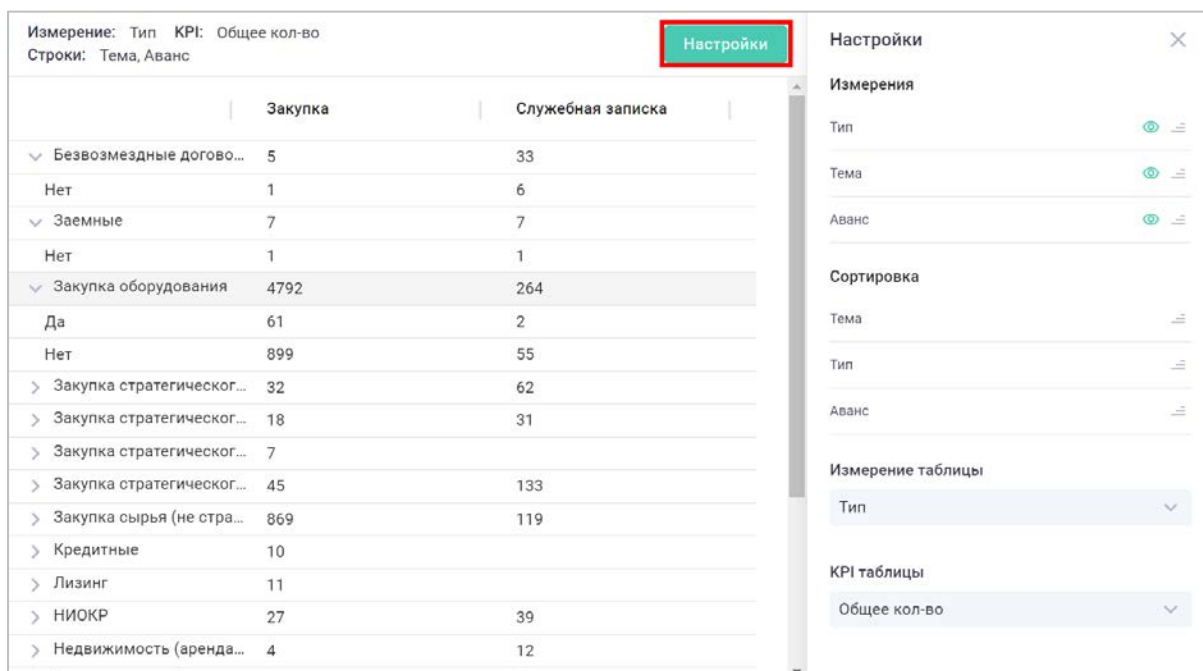 Измерение: Тип KPI: Общее кол-во
Строки: Тема, Аванс
Настройки
Закупка Служебная записка
Безвозмездные догово... 5 33
Нет 1 6
Заемные 7 7
Нет 1 1
Закупка оборудования 4792 264
Да 61 2
Нет 899 55
Закупка стратегическог... 32 62
Закупка стратегическог... 18 31
Закупка стратегическог... 7
Закупка стратегическог... 45 133
Закупка сырья (не стра... 869 119
Кредитные 10
Лизинг 11
НИОКР 27 39
Недвижимость (аренда... 4 12
Настройки
Измерения
Тип
Тема
Аванс
Сортировка
Тема
Тип
Аванс
Измерение таблицы
Тип
KPI таблицы
Общее кол-во